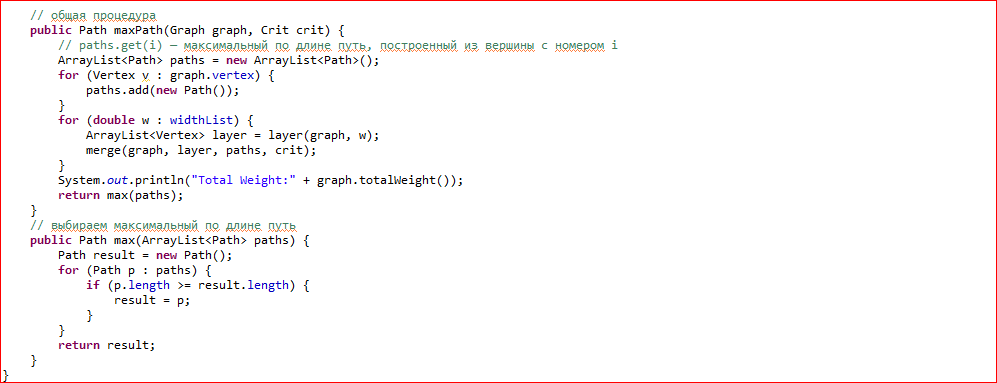 // общая процедура
public Path maxPath(Graph graph, Crit crit) {
// paths.get(i) – максимальный по длине путь, построенный из вершины с номером i
ArrayList<Path> paths = new ArrayList<Path>();
for (Vertex v : graph.vertex) {
paths.add(new Path());
}
for (double w : widthList) {
ArrayList<Vertex> layer = layer(graph, w);
merge(graph, layer, paths, crit);
}
System.out.println("Total Weight:" + graph.totalWeight());
return max(paths);
}
// выбираем максимальный по длине путь
public Path max(ArrayList<Path> paths) {
Path result = new Path();
for (Path p : paths) {
if (p.length >= result.length) {
result = p;
}
}
return result;
}
}